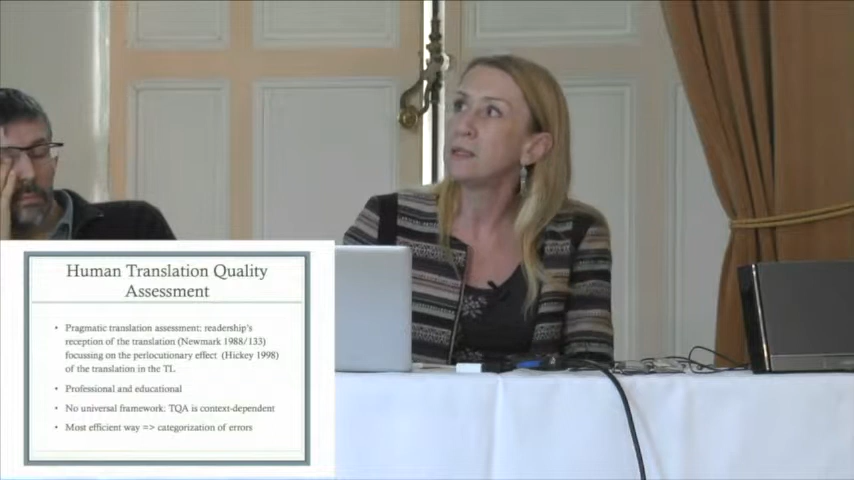 Human Translation Quality
Assessment
• Pragmatic translation assessment: readership's
reception of the translation (Newmark 1988/133)
focussing on the perlocutionary effect (Hickey 1998)
of the translation in the TL
• Professional and educational
• No universal framework: TQA is context-dependent
• Most efficient way => categorization of errors